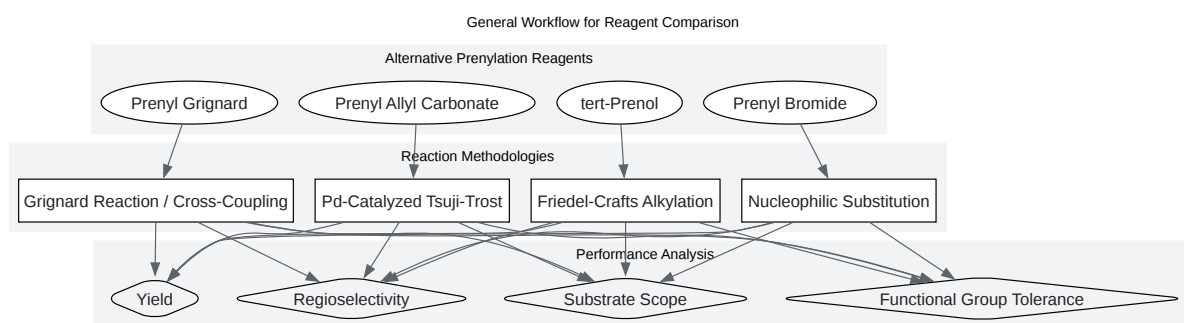 General Workflow for Reagent Comparison
Alternative Prenylation Reagents
Prenyl Grignard
Prenyl Allyl Carbonate
tert-Prenol
Prenyl Bromide
Reaction Methodologies
Grignard Reaction / Cross-Coupling
Pd-Catalyzed Tsuji-Trost
Friedel-Crafts Alkylation
Nucleophilic Substitution
Performance Analysis
Yield
Regioselectivity
Substrate Scope
Functional Group Tolerance